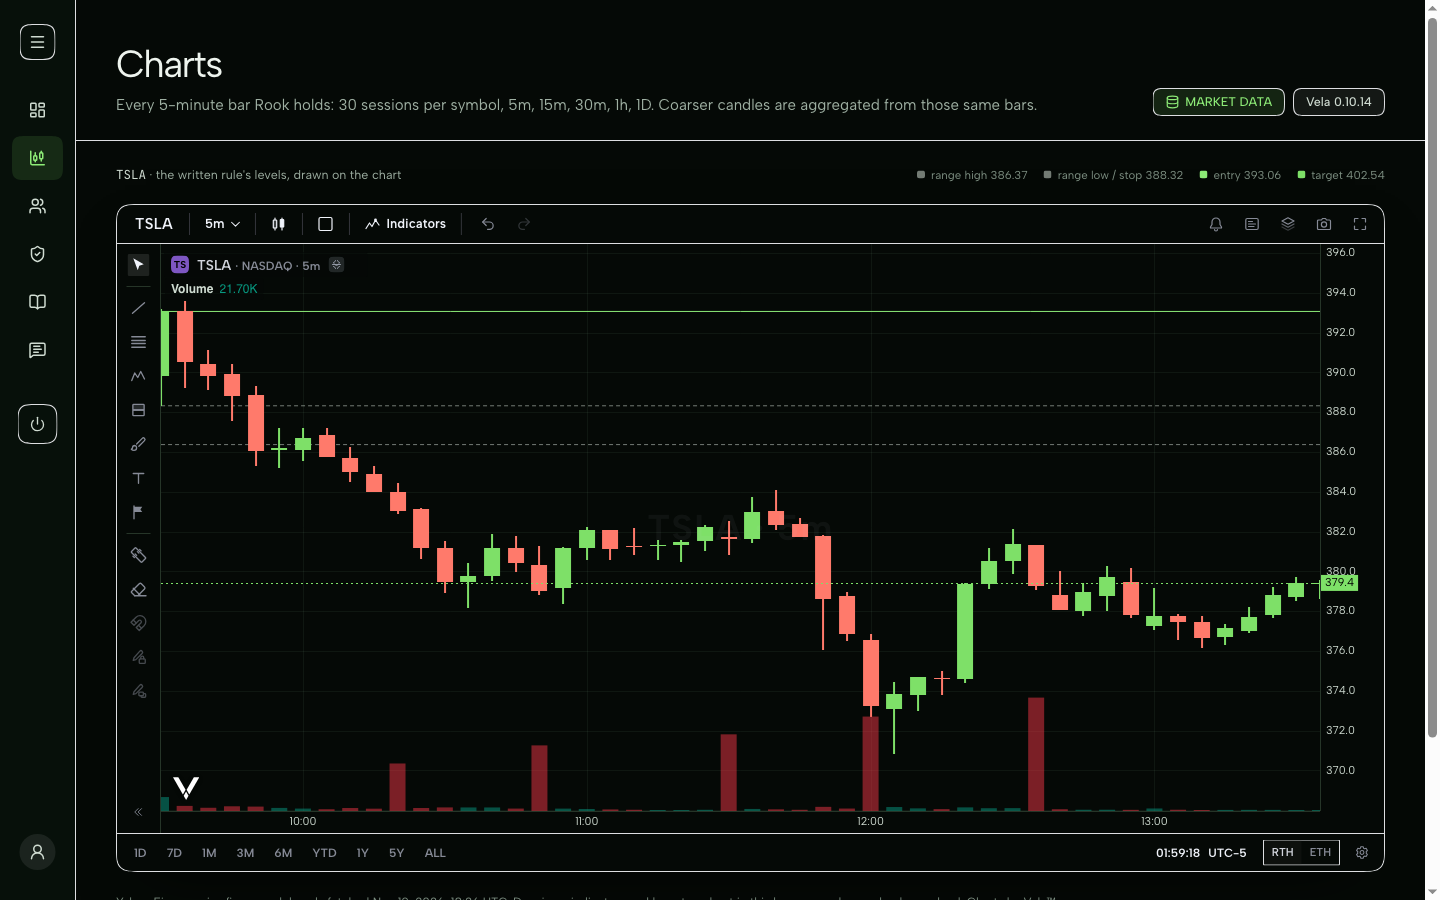 Charts
Every 5-minute bar Rook holds: 30 sessions per symbol, 5m, 15m, 30m, 1h, 1D. Coarser candles are aggregated from those same bars.
MARKET DATA
Vela 0.10.14
TSLA · the written rule's levels, drawn on the chart
range high 386.37
range low / stop 388.32
entry 393.06
target 402.54
TSLA
5m
Indicators
TS TSLA · NASDAQ · 5m
Volume 21.70K
396.0
394.0
392.0
390.0
388.0
386.0
384.0
382.0
380.0
379.4
378.0
376.0
374.0
372.0
370.0
10:00
11:00
12:00
13:00
1D 7D 1M 3M 6M YTD 1Y 5Y ALL
01:59:18 UTC-5
RTH ETH